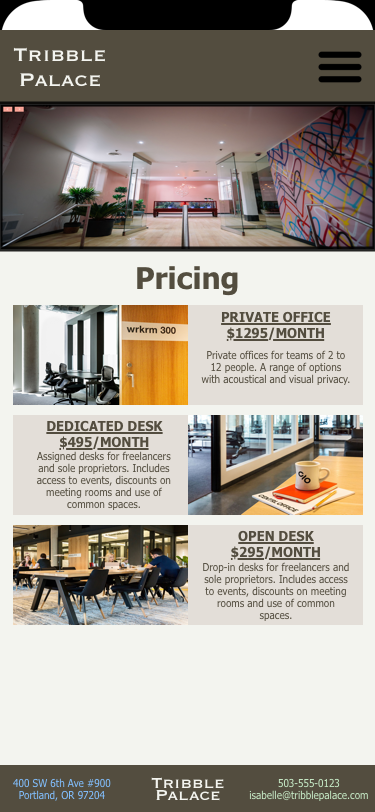 TRIBBLE
PALACE
Pricing
wrkrm 300
PRIVATE OFFICE
$1295/MONTH
Private offices for teams of 2 to
12 people. A range of options
with acoustical and visual privacy.
DEDICATED DESK
$495/MONTH
Assigned desks for freelancers
and sole proprietors. Includes
access to events, discounts on
meeting rooms and use of
common spaces.
c/o
CENTRL OFFICE
OPEN DESK
$295/MONTH
Drop-in desks for freelancers and
sole proprietors. Includes access
to events, discounts on meeting
rooms and use of common
spaces.
400 SW 6th Ave #900
Portland, OR 97204
TRIBBLE
PALACE
503-555-0123
isabelle@tribblepalace.com